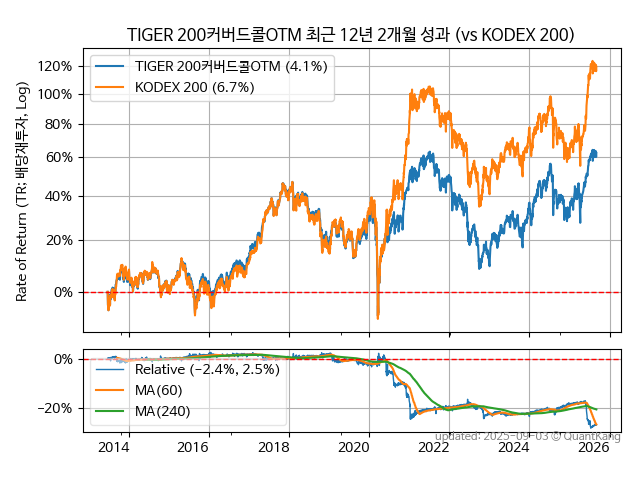 TIGER 200커버드콜OTM 최근 12년 2개월 성과 (vs KODEX 200)
Rate of Return (TR: 배당재투자, Log)
120%
100%
80%
60%
40%
20%
0%
TIGER 200커버드콜OTM (4.1%)
KODEX 200 (6.7%)
0%
−20%
Relative (−2.4%, 2.5%)
MA(60)
MA(240)
updated: 2025-09-03 © QuantKang
2014
2016
2018
2020
2022
2024
2026